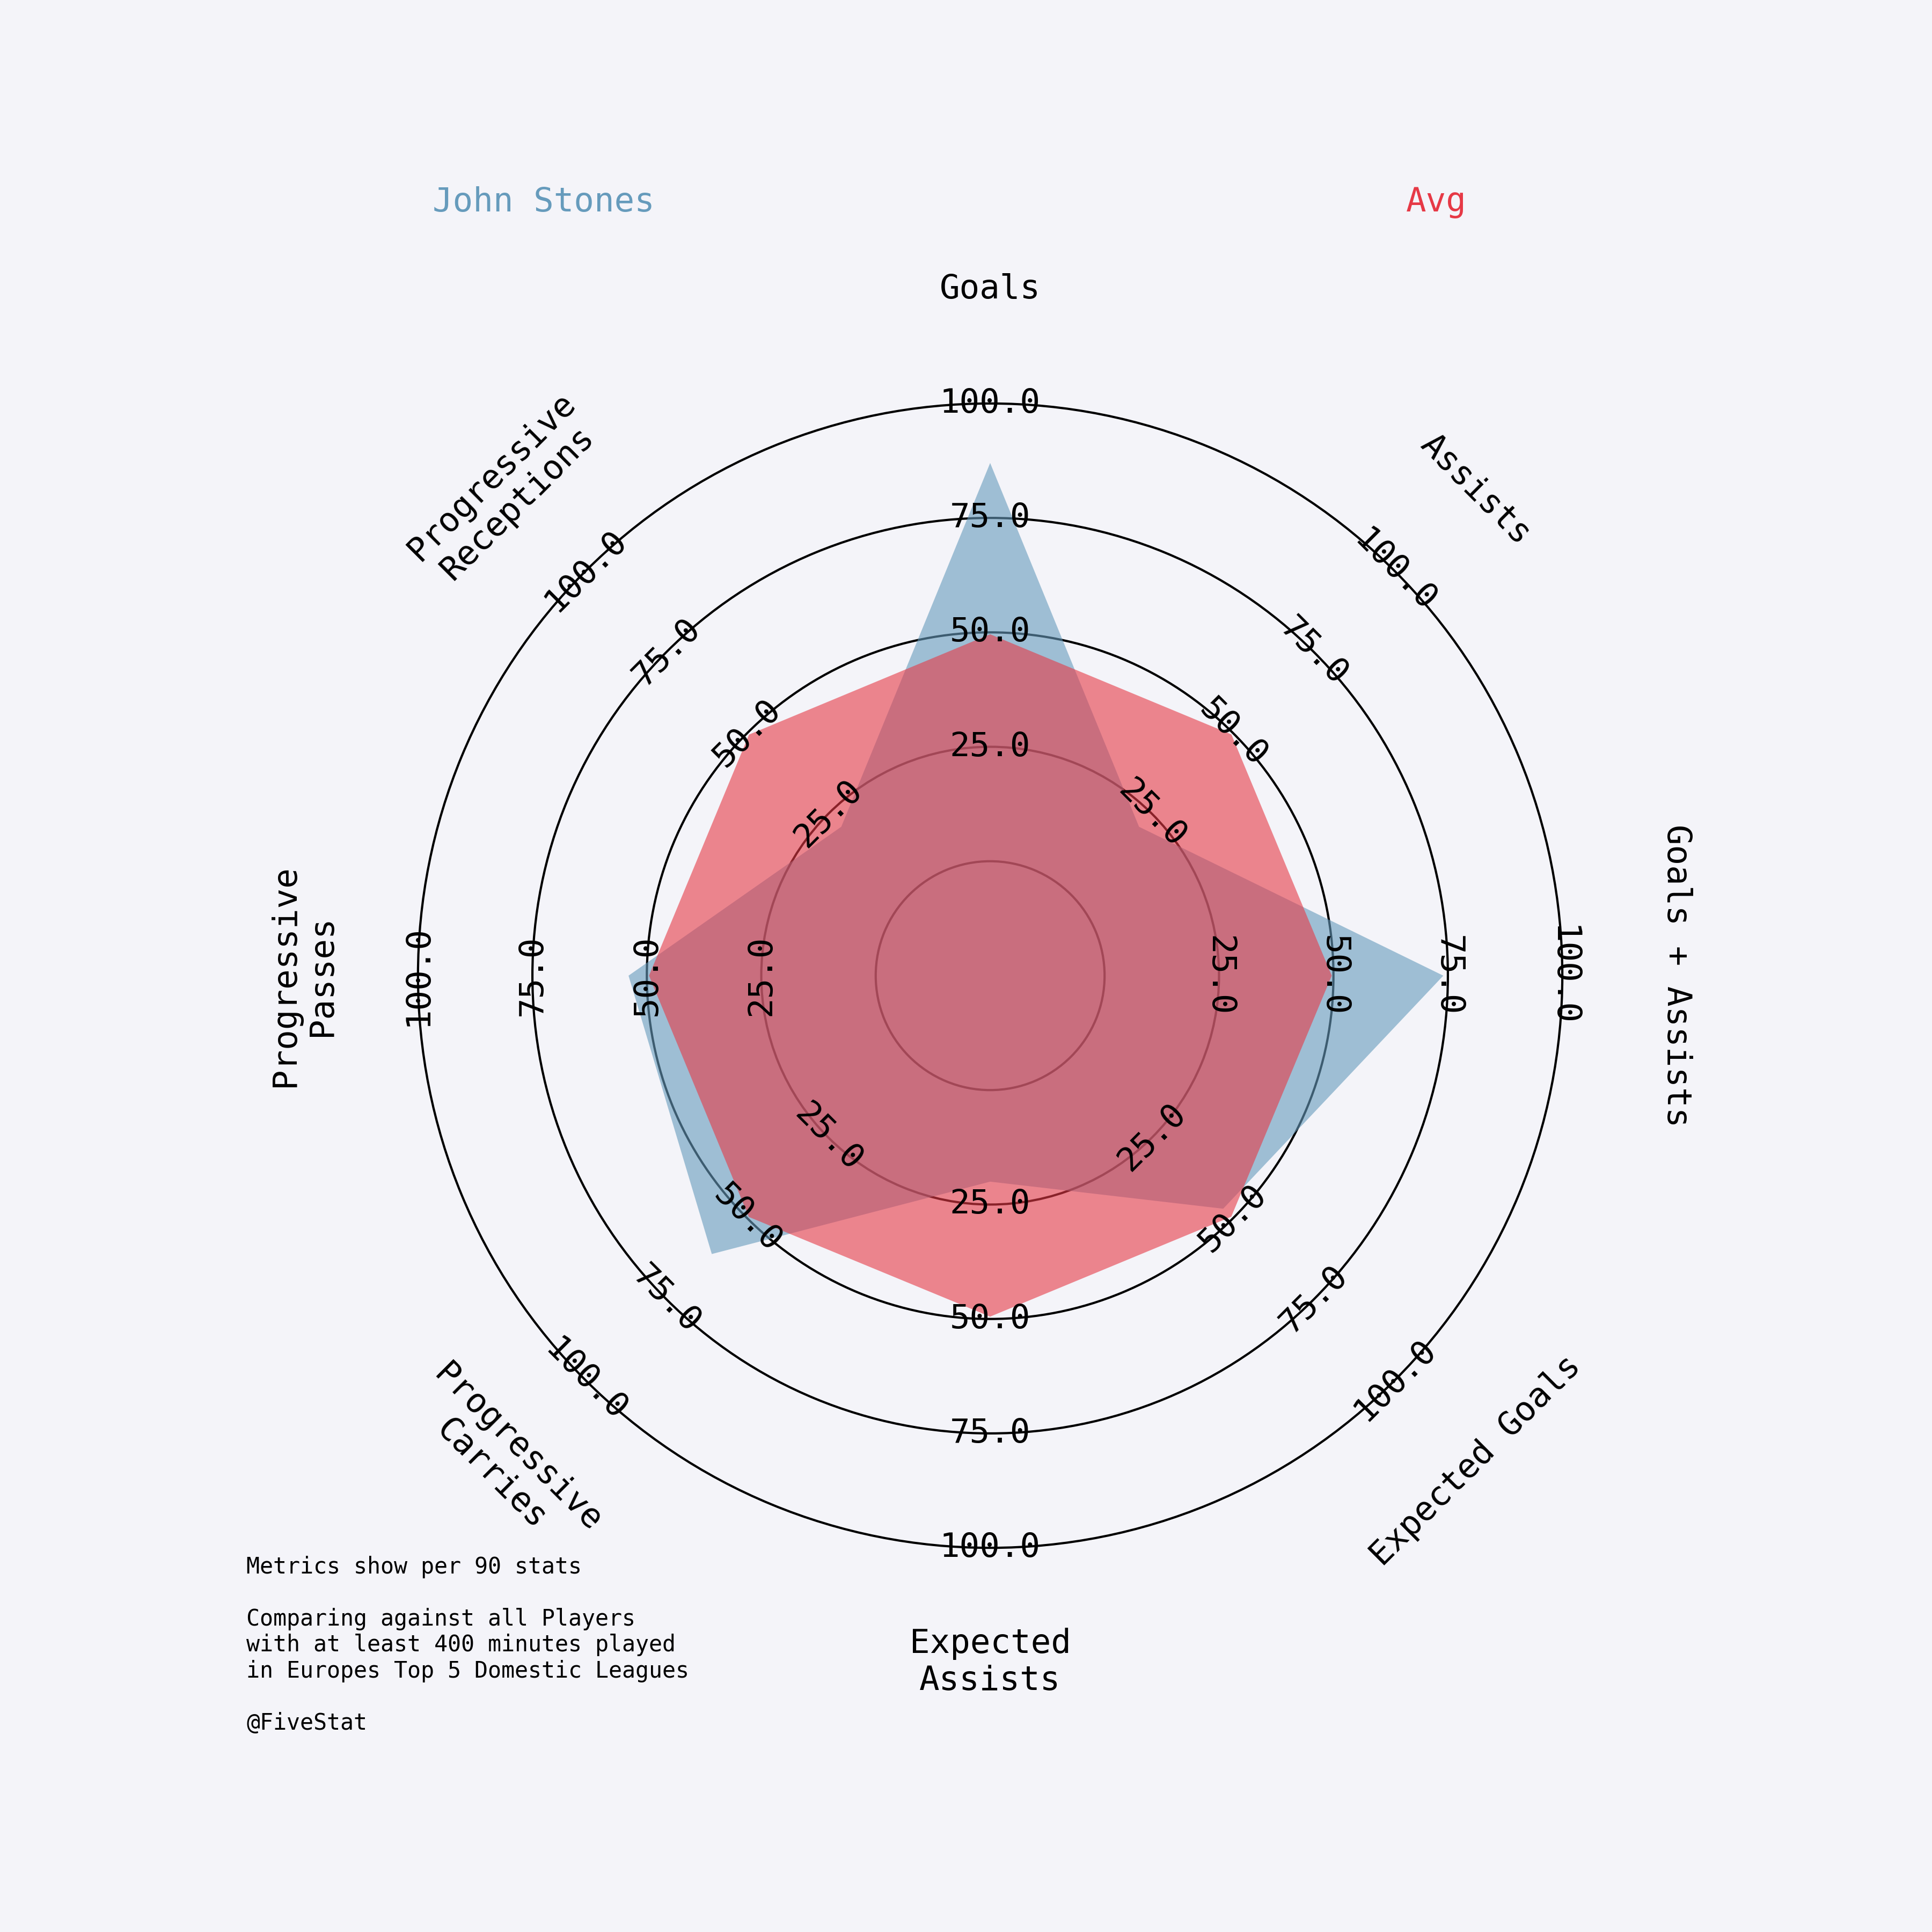 John Stones
Avg
Goals
Assists
Goals + Assists
Expected Goals
Expected
Assists
Progressive
Carries
Progressive
Passes
Progressive
Receptions
25.0
50.0
75.0
100.0
25.0
50.0
75.0
100.0
25.0
50.0
75.0
100.0
25.0
50.0
75.0
100.0
25.0
50.0
75.0
100.0
25.0
50.0
75.0
100.0
25.0
50.0
75.0
100.0
25.0
50.0
75.0
100.0
Metrics show per 90 stats
Comparing against all Players
with at least 400 minutes played
in Europes Top 5 Domestic Leagues
@FiveStat